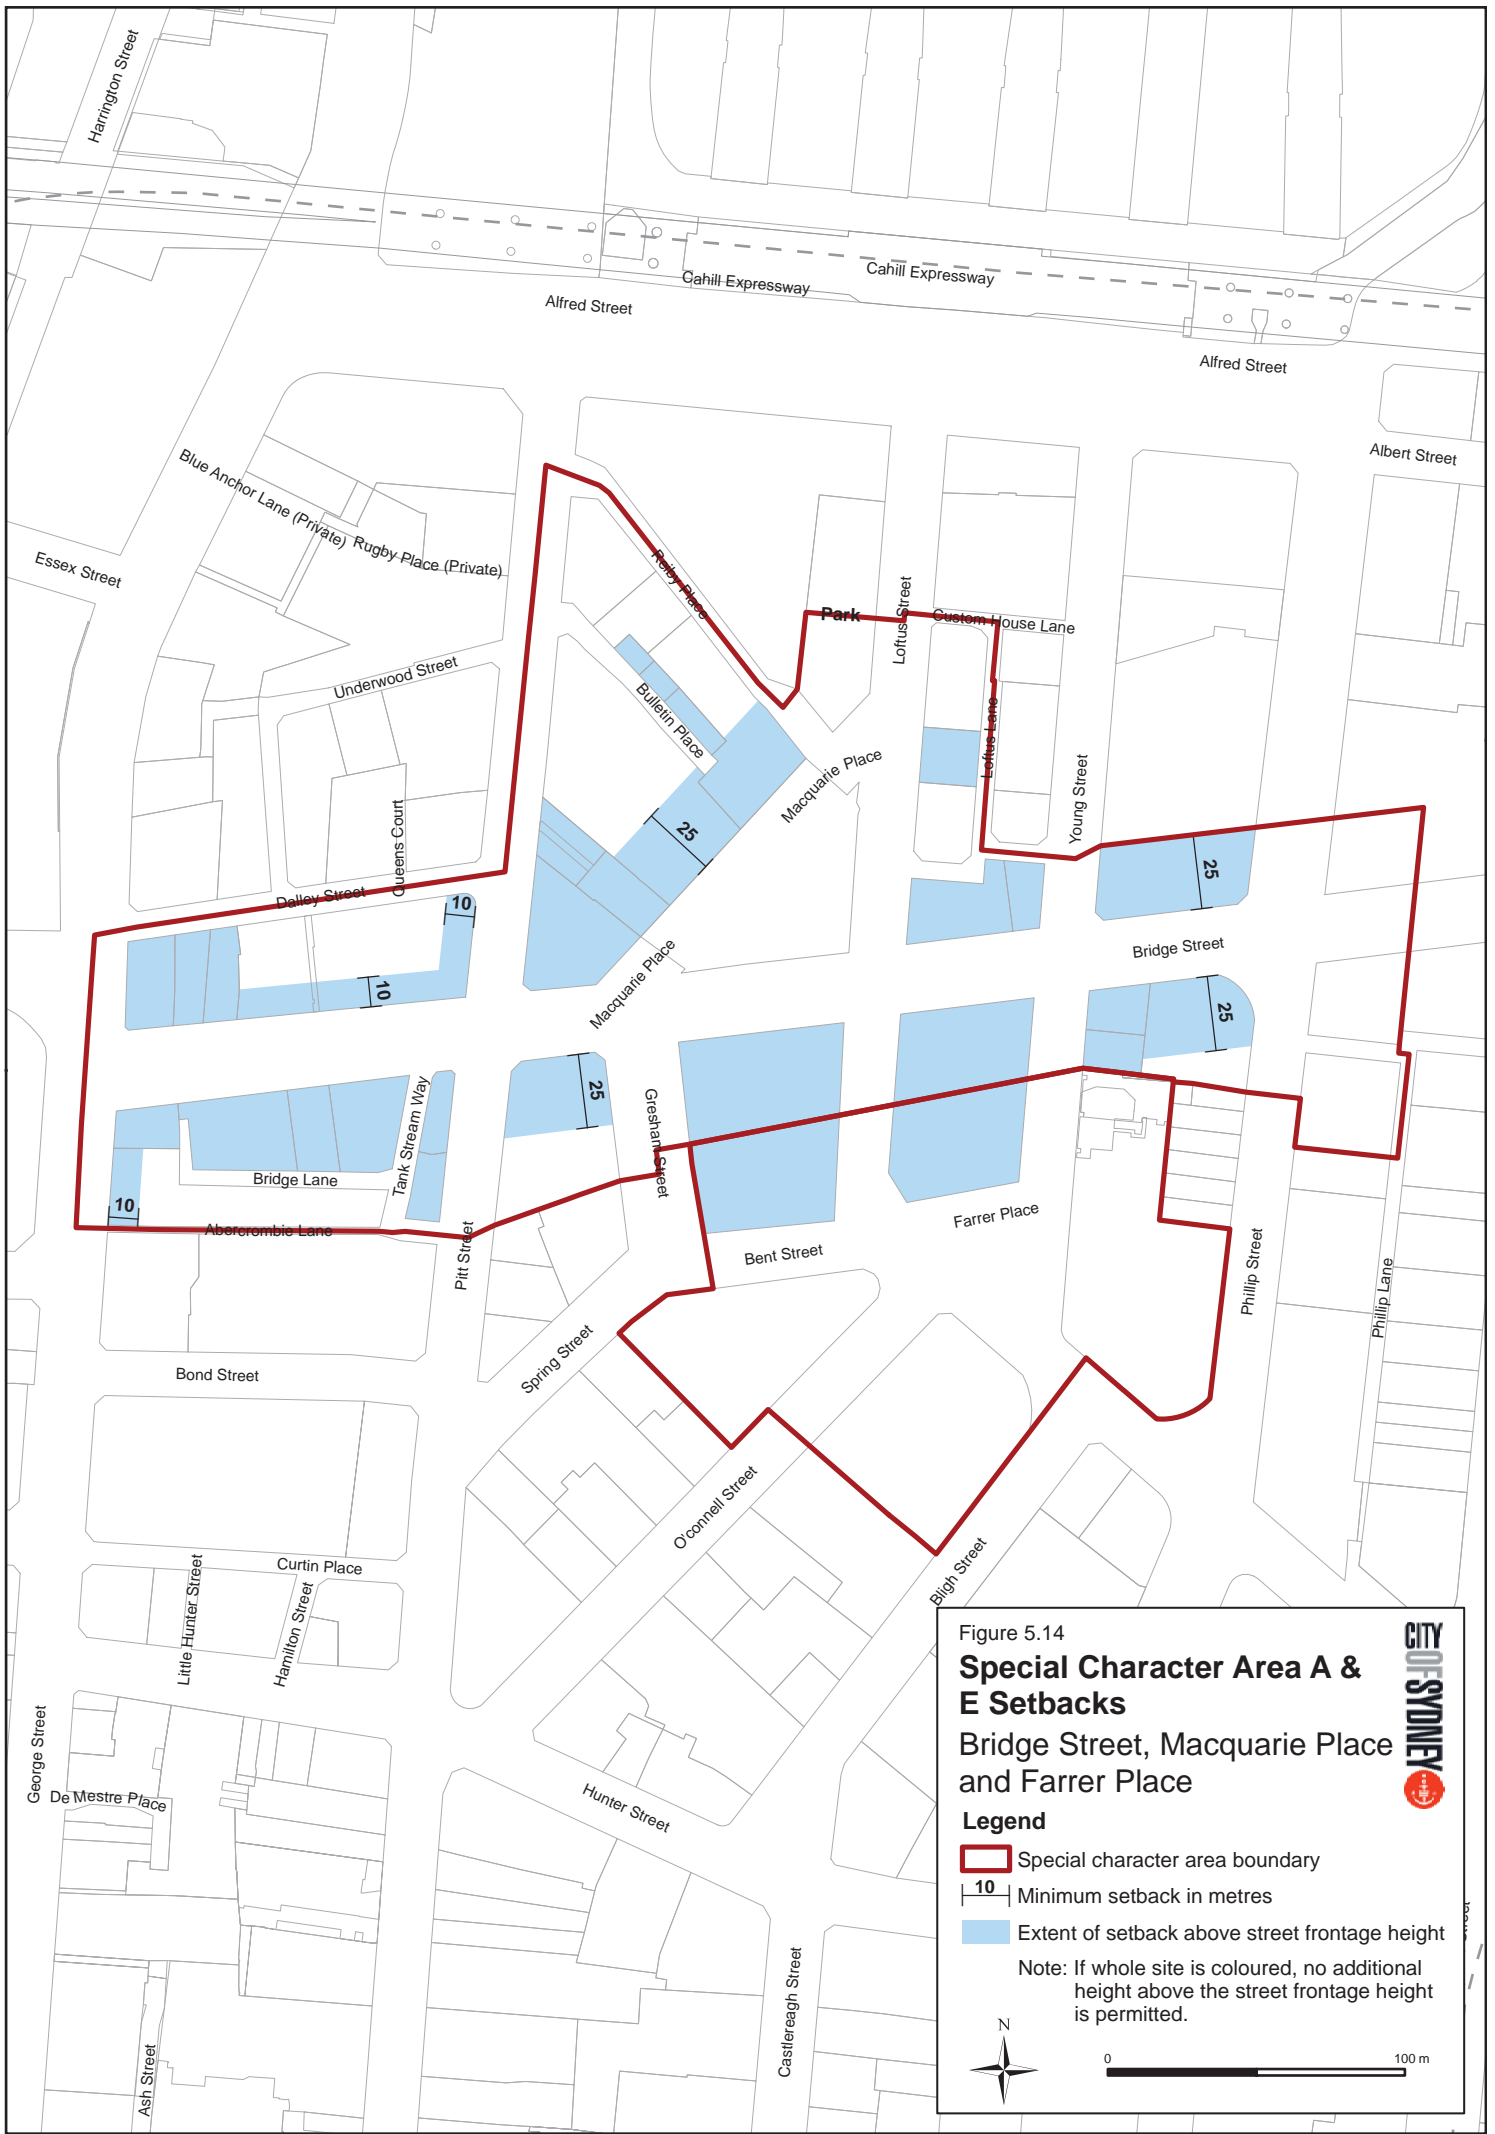 Harrington Street
Cahill Expressway
Cahill Expressway
Alfred Street
Alfred Street
Albert Street
Blue Anchor Lane (Private)
Rugby Place (Private)
Essex Street
Reiby Place
Park
Loftus Street
Custom House Lane
Underwood Street
Bulletin Place
Loftus Lane
Macquarie Place
Young Street
Queens Court
25
25
Dalley Street
10
Bridge Street
10
Macquarie Place
25
25
Gresham Street
Tank Stream Way
Bridge Lane
10
Abercrombie Lane
Pitt Street
Farrer Place
Bent Street
Phillip Street
Phillip Lane
Spring Street
Bond Street
O'connell Street
Curtin Place
Little Hunter Street
Hamilton Street
Bligh Street
George Street
De Mestre Place
Hunter Street
Castlereagh Street
Ash Street
Figure 5.14
Special Character Area A &
E Setbacks
Bridge Street, Macquarie Place
and Farrer Place
CITY OF SYDNEY
Legend
Special character area boundary
10
Minimum setback in metres
Extent of setback above street frontage height
Note: If whole site is coloured, no additional
height above the street frontage height
is permitted.
N
0
100 m